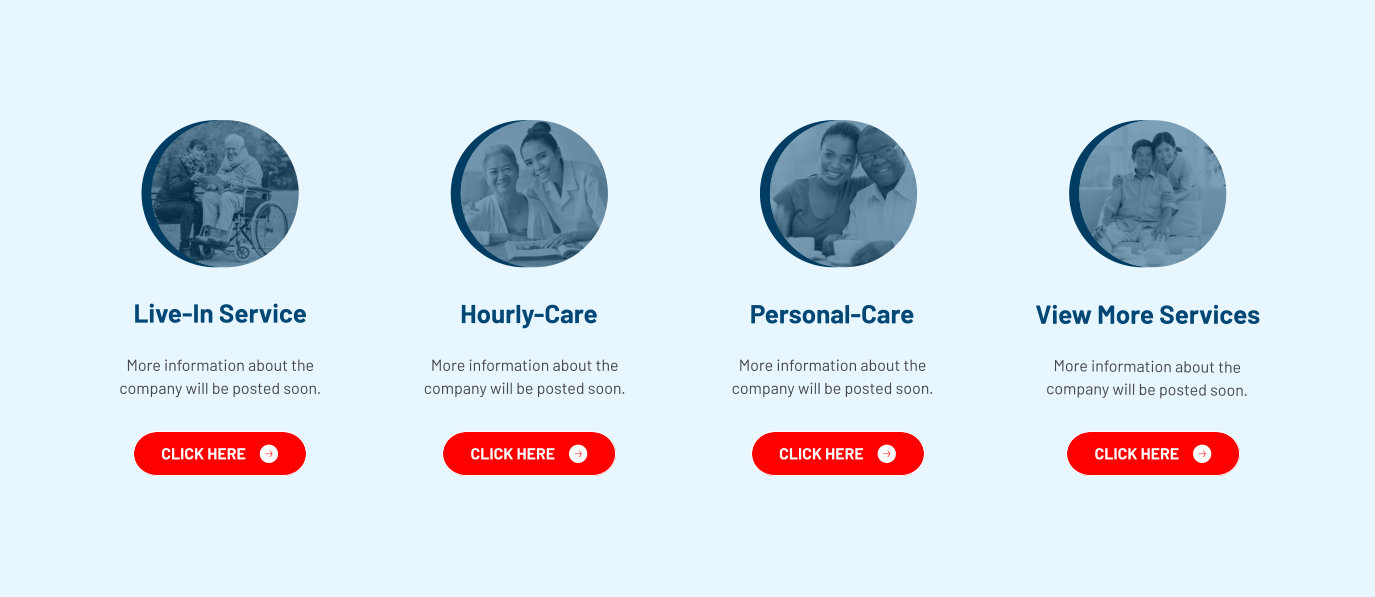 Live-In Service
More information about the
company will be posted soon.
CLICK HERE
Hourly-Care
More information about the
company will be posted soon.
CLICK HERE
Personal-Care
More information about the
company will be posted soon.
CLICK HERE
View More Services
More information about the
company will be posted soon.
CLICK HERE